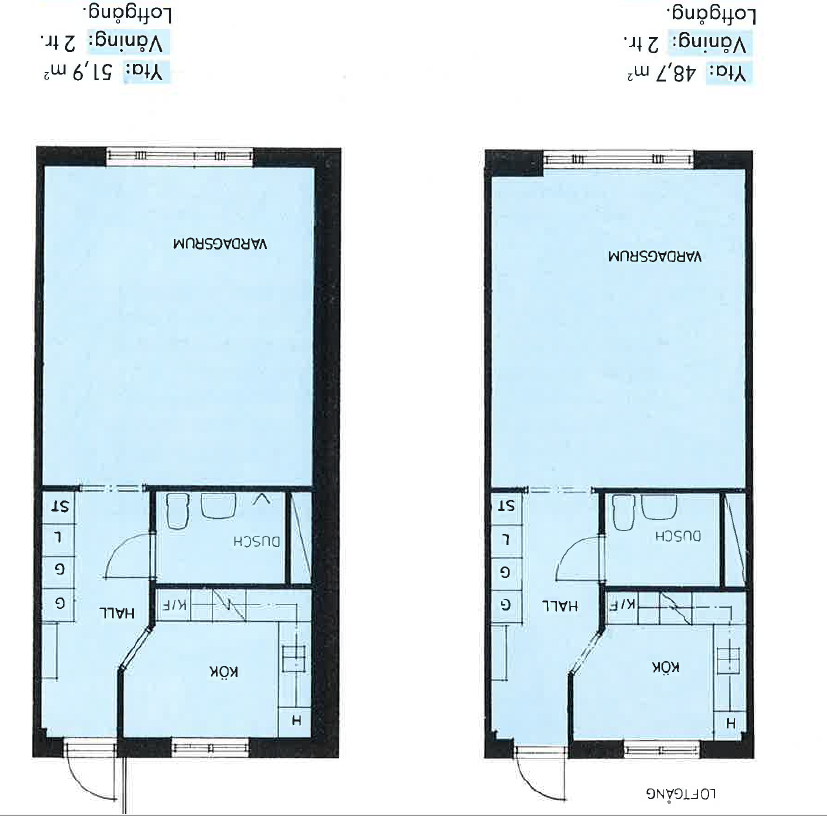 LOFTGÅNG
H
KÖK
K/F
HALL
G
G
DUSCH
L
ST
VARDAGSRUM
Yta: 48,7 m²
Våning: 2 tr.
Loftgång.
H
KÖK
K/F
HALL
G
G
DUSCH
L
ST
VARDAGSRUM
Yta: 51,9 m²
Våning: 2 tr.
Loftgång.